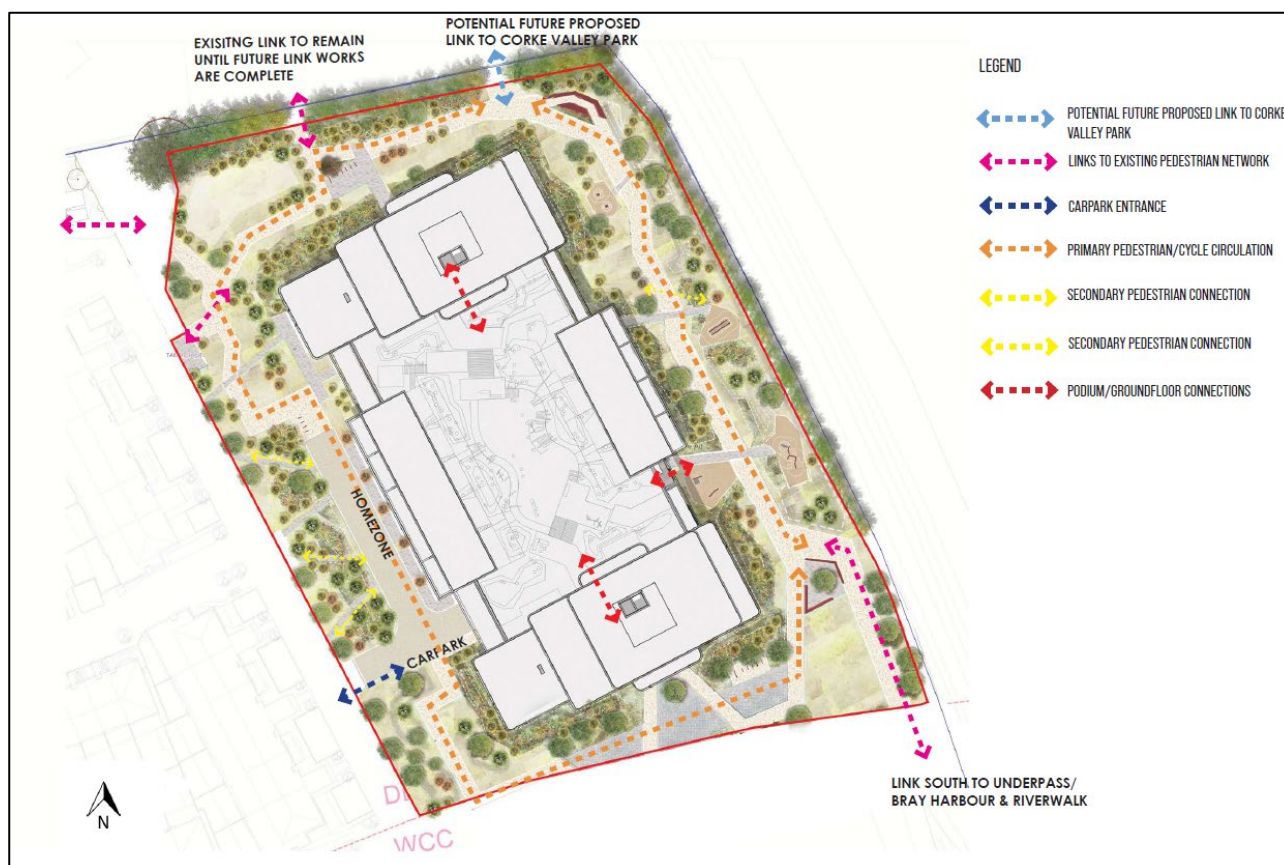 POTENTIAL FUTURE PROPOSED
LINK TO CORKE VALLEY PARK
EXISITNG LINK TO REMAIN
UNTIL FUTURE LINK WORKS
ARE COMPLETE
LEGEND
POTENTIAL FUTURE PROPOSED LINK TO CORKE
VALLEY PARK
LINKS TO EXISTING PEDESTRIAN NETWORK
CARPARK ENTRANCE
PRIMARY PEDESTRIAN/CYCLE CIRCULATION
SECONDARY PEDESTRIAN CONNECTION
SECONDARY PEDESTRIAN CONNECTION
PODIUM/GROUNDFLOOR CONNECTIONS
HOMEZONE
CARPARK
LINK SOUTH TO UNDERPASS/
BRAY HARBOUR & RIVERWALK
N
WCC